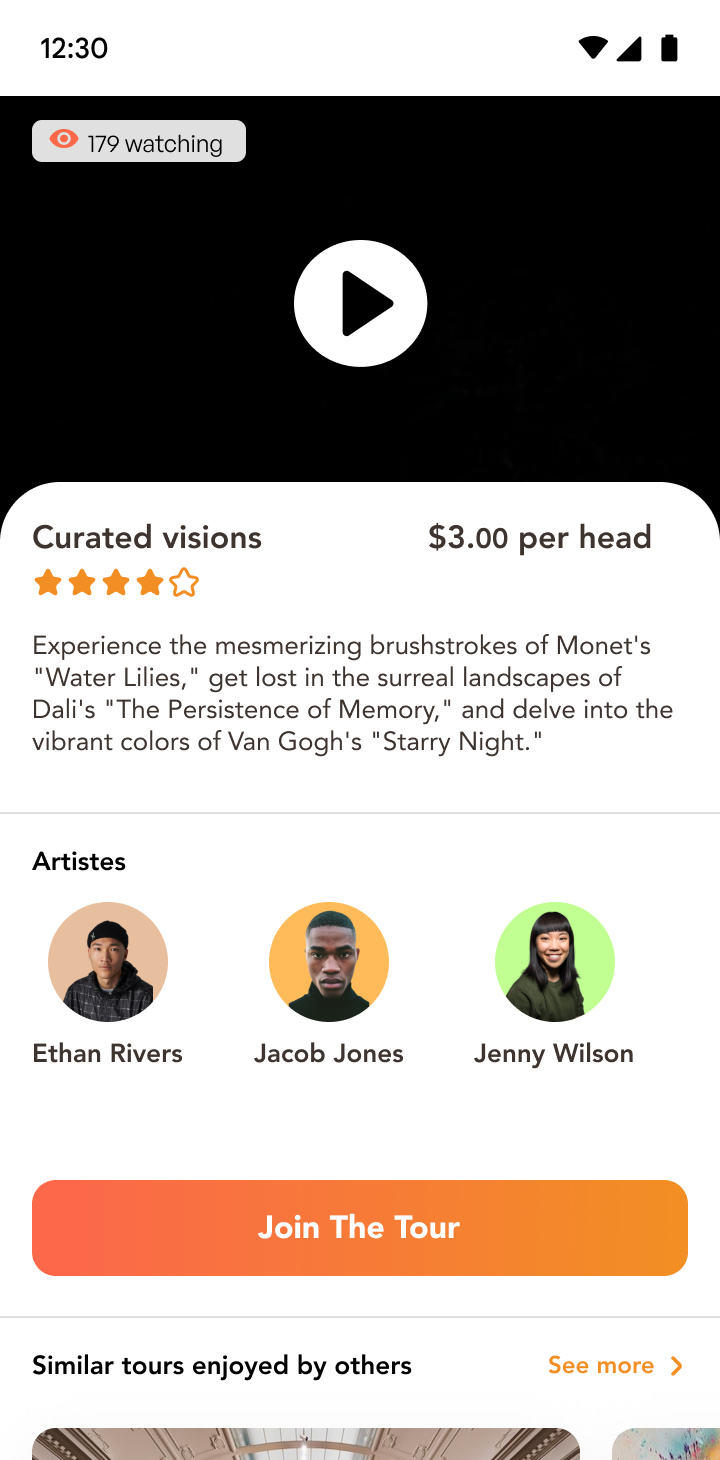 12:30
179 watching
Curated visions
$3.00 per head
Experience the mesmerizing brushstrokes of Monet's
"Water Lilies," get lost in the surreal landscapes of
Dali's "The Persistence of Memory," and delve into the
vibrant colors of Van Gogh's "Starry Night."
Artistes
Ethan Rivers
Jacob Jones
Jenny Wilson
Join The Tour
Similar tours enjoyed by others
See more